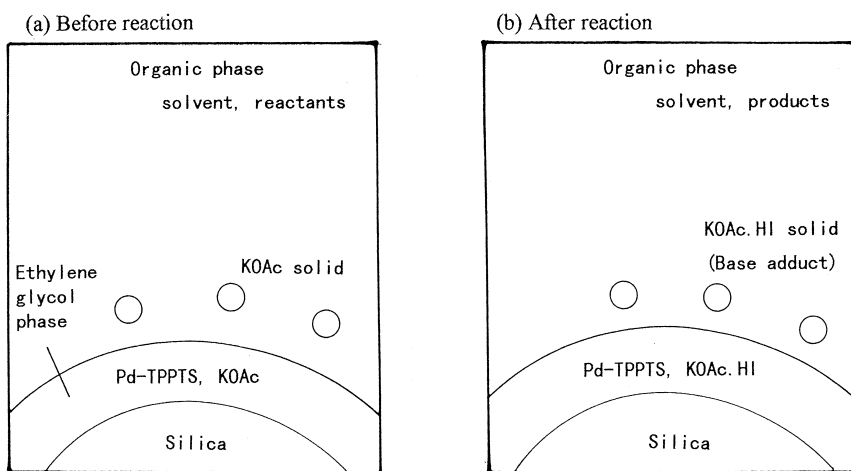 (a) Before reaction
Organic phase
solvent, reactants
Ethylene
glycol
phase
KOAc solid
Pd-TPPTS, KOAc
Silica
(b) After reaction
Organic phase
solvent, products
KOAc.HI solid
(Base adduct)
Pd-TPPTS, KOAc.HI
Silica